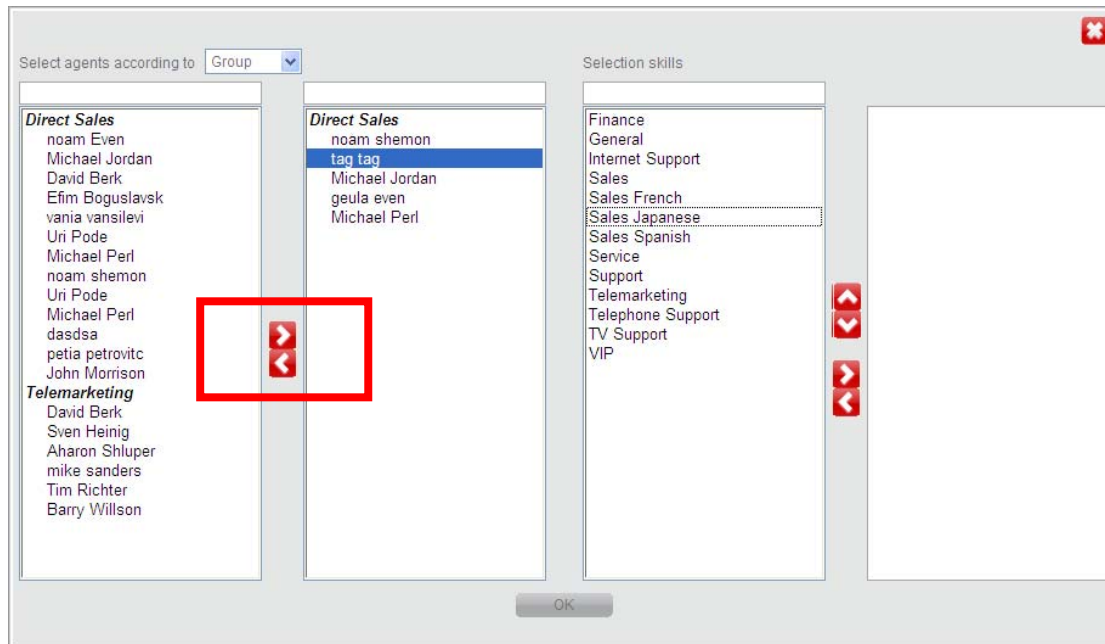 Select agents according to Group
Selection skills
Direct Sales
noam Even
Michael Jordan
David Berk
Efim Boguslavsk
vania vansilevi
Uri Pode
Michael Perl
noam shemon
Uri Pode
Michael Perl
dasdsa
petia petrovitc
John Morrison
Telemarketing
David Berk
Sven Heinig
Aharon Shluper
mike sanders
Tim Richter
Barry Willson
Direct Sales
noam shemon
tag tag
Michael Jordan
geula even
Michael Perl
Finance
General
Internet Support
Sales
Sales French
Sales Japanese
Sales Spanish
Service
Support
Telemarketing
Telephone Support
TV Support
VIP
OK